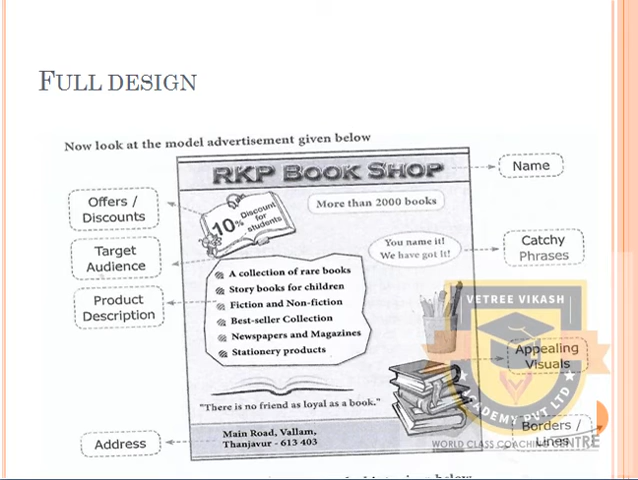 FULL DESIGN
Now look at the model advertisement given below
RKP BOOK SHOP
Name
Offers /
Discounts
10% Discount
for
students
More than 2000 books
Target
Audience
You name it!
We have got it!
Catchy
Phrases
Product
Description
A collection of rare books
Story books for children
Fiction and Non-fiction
Best-seller Collection
Newspapers and Magazines
Stationery products
VETREE VIKASH
Appealing
Visuals
"There is no friend as loyal as a book."
ACADEMY PVT LTD
Address
Main Road, Vallam,
Thanjavur - 613 403
Borders /
Lines
WORLD CLASS COACHING CENTRE